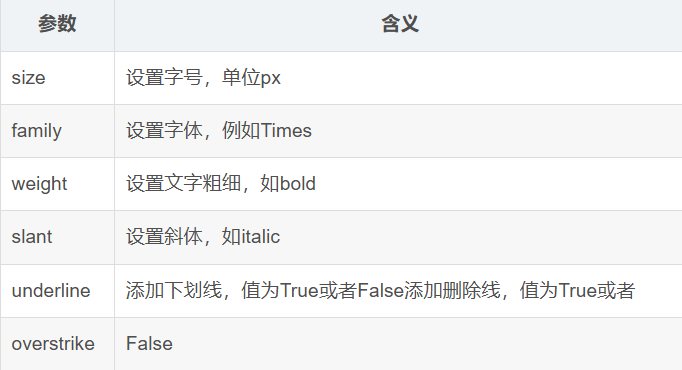 参数 含义
size 设置字号，单位px
family 设置字体，例如Times
weight 设置文字粗细，如bold
slant 设置斜体，如italic
underline 添加下划线，值为True或者False添加删除线，值为True或者
overstrike False